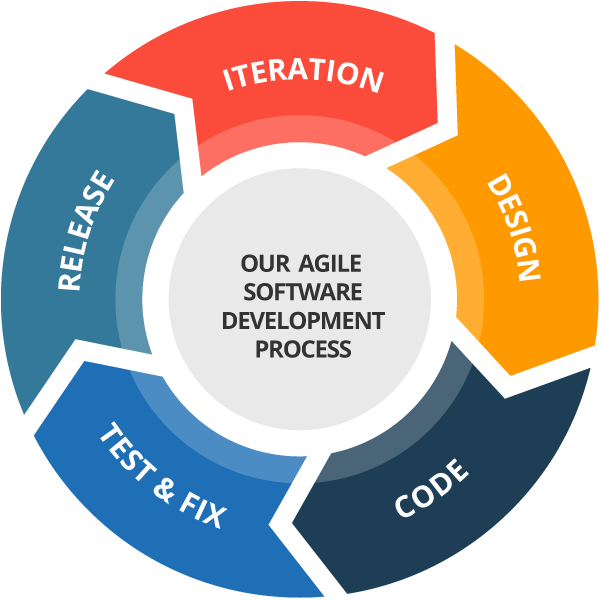 ITERATION
DESIGN
CODE
TEST & FIX
RELEASE
OUR AGILE
SOFTWARE
DEVELOPMENT
PROCESS